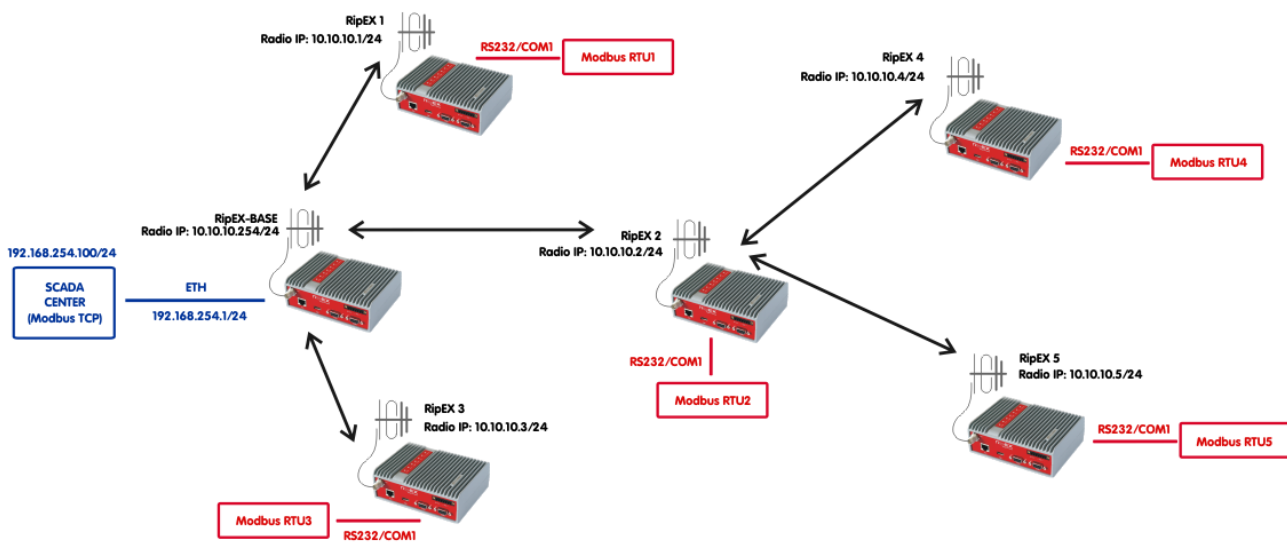 RipEX 1
Radio IP: 10.10.10.1/24
RS232/COM1
Modbus RTU1
RipEX 4
Radio IP: 10.10.10.4/24
RS232/COM1
Modbus RTU4
RipEX-BASE
Radio IP: 10.10.10.254/24
192.168.254.100/24
SCADA
CENTER
(Modbus TCP)
ETH
192.168.254.1/24
RipEX 2
Radio IP: 10.10.10.2/24
RS232/COM1
Modbus RTU2
RipEX 5
Radio IP: 10.10.10.5/24
RS232/COM1
Modbus RTU5
RipEX 3
Radio IP: 10.10.10.3/24
Modbus RTU3
RS232/COM1